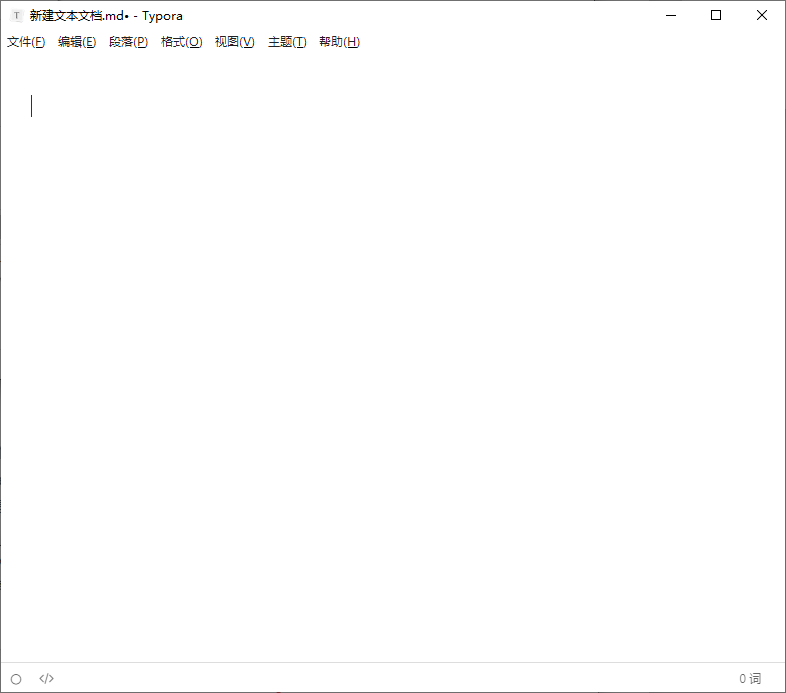 T 新建文本文档.md• - Typora
文件(F) 编辑(E) 段落(P) 格式(O) 视图(V) 主题(T) 帮助(H)
</> 0 词